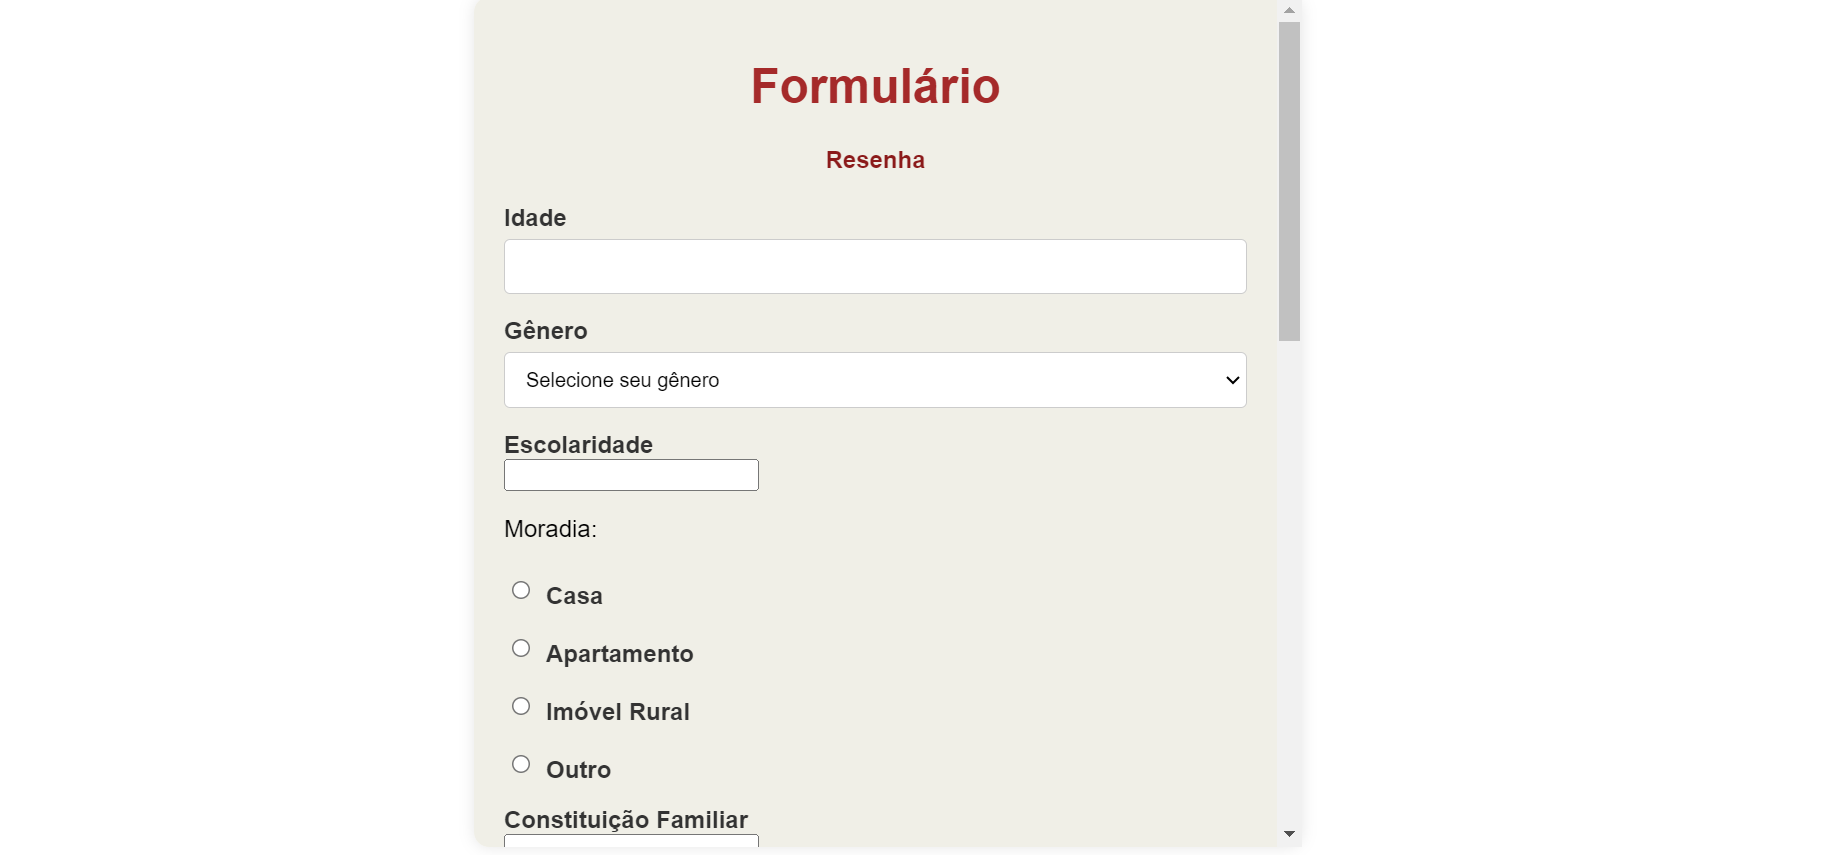 Formulário
Resenha
Idade
Gênero
Selecione seu gênero
Escolaridade
Moradia:
Casa
Apartamento
Imóvel Rural
Outro
Constituição Familiar